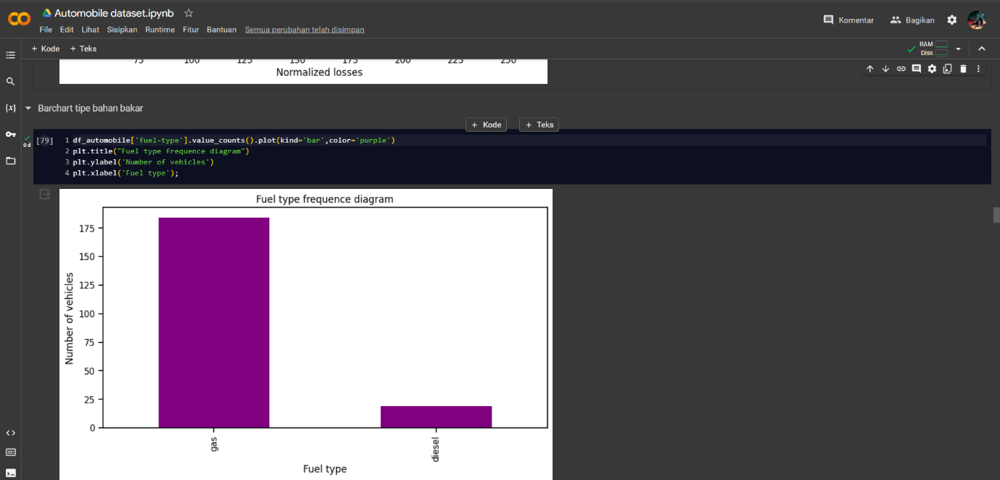 Automobile dataset.ipynb
File Edit Lihat Sisipkan Runtime Fitur Bantuan Semua perubahan telah disimpan
Komentar
Bagikan
+ Kode + Teks
RAM
Disk
75 100 125 150 175 200 225 250
Normalized losses
{x}
Barchart tipe bahan bakar
+ Kode + Teks
0 d
[79]
1 df_automobile['fuel-type'].value_counts().plot(kind='bar',color='purple')
2 plt.title("Fuel type frequence diagram")
3 plt.ylabel('Number of vehicles')
4 plt.xlabel('Fuel type');
Fuel type frequence diagram
175
150
125
100
75
50
25
0
Number of vehicles
gas
diesel
Fuel type